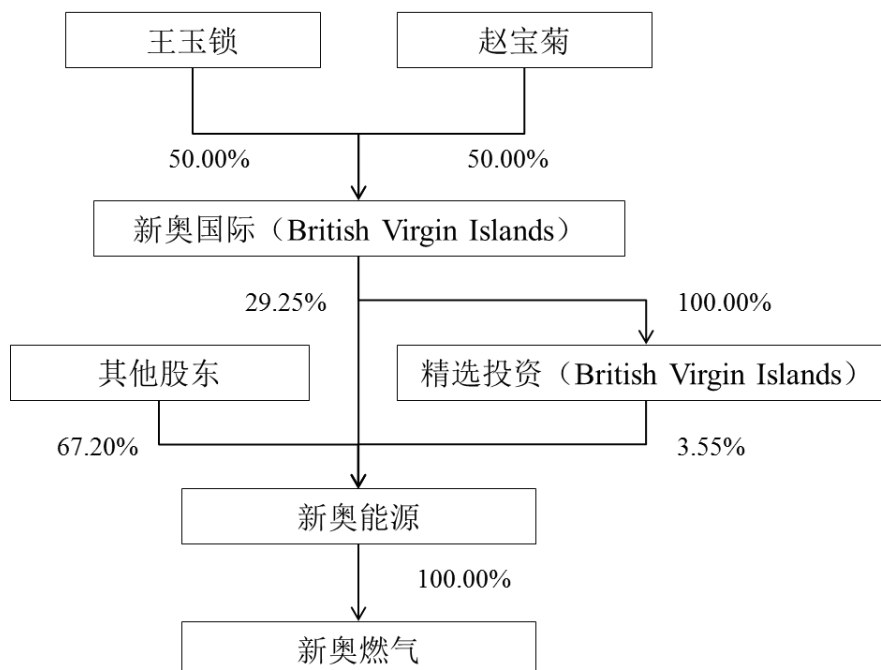 王玉锁
赵宝菊
50.00%
50.00%
新奥国际（British Virgin Islands）
29.25%
100.00%
其他股东
精选投资（British Virgin Islands）
67.20%
3.55%
新奥能源
100.00%
新奥燃气